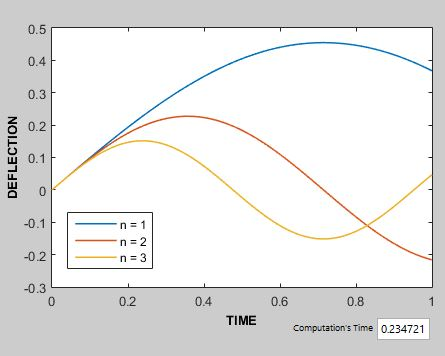 0.5
0.4
0.3
0.2
0.1
0
-0.1
-0.2
-0.3
DEFLECTION
n = 1
n = 2
n = 3
0 0.2 0.4 0.6 0.8 1
TIME
Computation's Time 0.234721